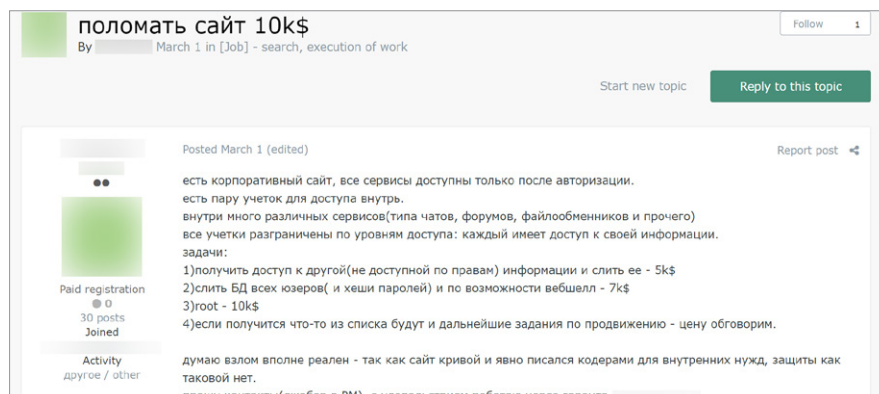 поломать сайт 10k$
Follow 1
By March 1 in [Job] - search, execution of work
Start new topic
Reply to this topic
Posted March 1 (edited)
Report post
есть корпоративный сайт, все сервисы доступны только после авторизации.
есть пару учеток для доступа внутрь.
внутри много различных сервисов(типа чатов, форумов, файлообменников и прочего)
все учетки разграничены по уровням доступа: каждый имеет доступ к своей информации.
задачи:
1)получить доступ к другой(не доступной по правам) информации и слить ее - 5k$
2)слить БД всех юзеров( и хеши паролей) и по возможности вебшелл - 7k$
3)root - 10k$
4)если получится что-то из списка будут и дальнейшие задания по продвижению - цену обговорим.
Paid registration
0
30 posts
Joined
Activity
другое / other
думаю взлом вполне реален - так как сайт кривой и явно писался кодерами для внутренних нужд, защиты как
таковой нет.